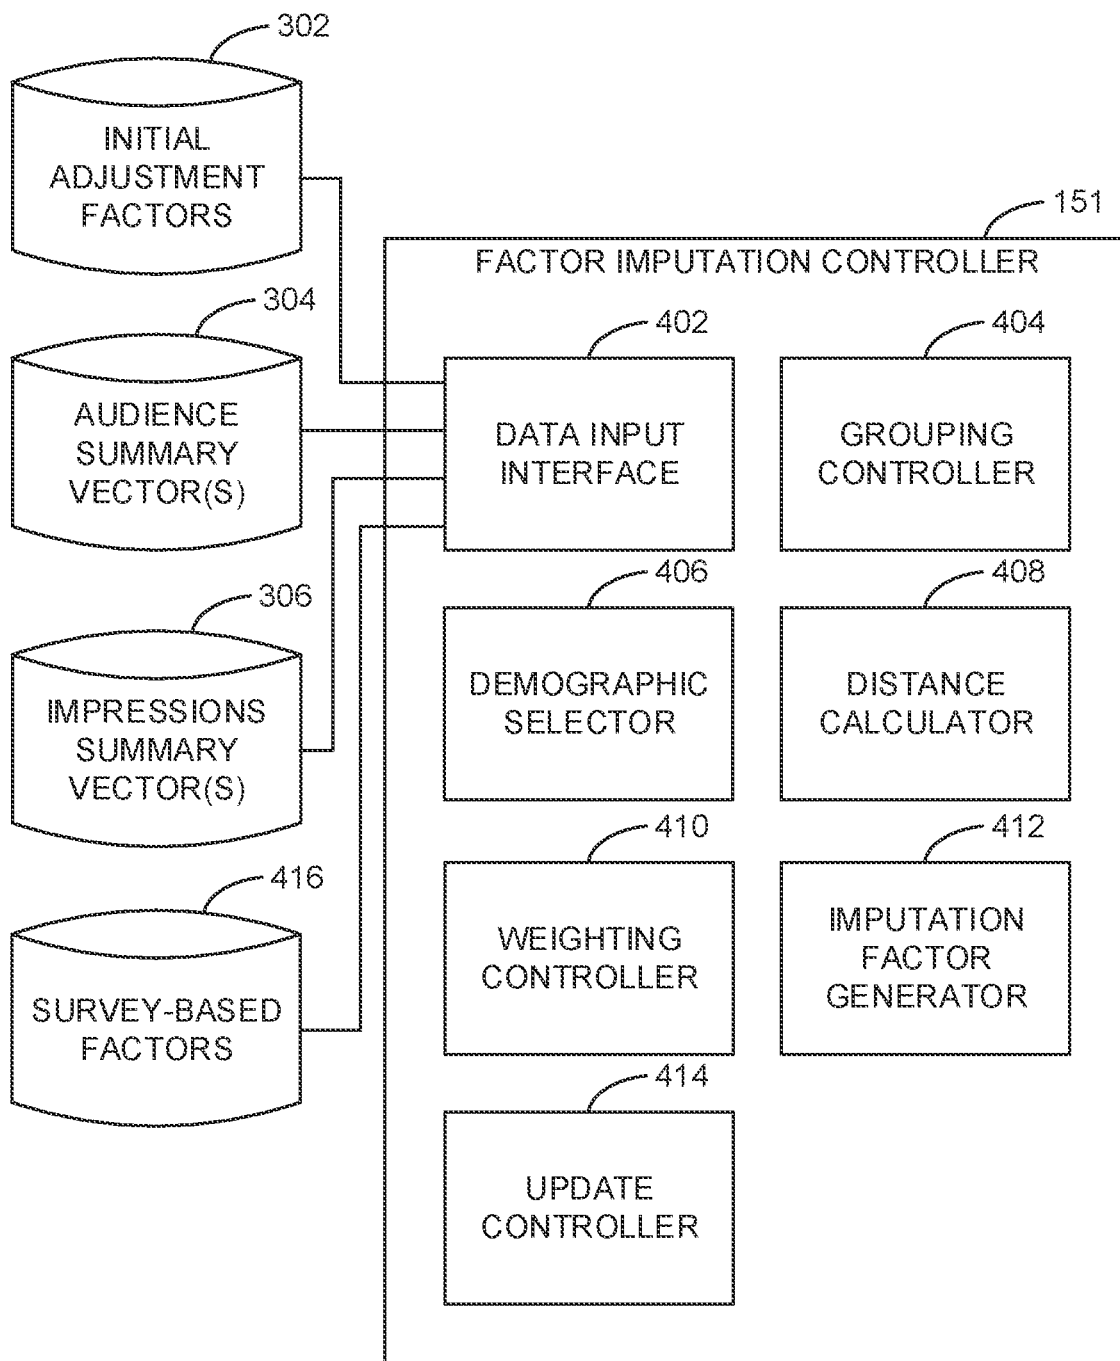 302
INITIAL
ADJUSTMENT
FACTORS
151
FACTOR IMPUTATION CONTROLLER
304
AUDIENCE
SUMMARY
VECTOR(S)
402
DATA INPUT
INTERFACE
404
GROUPING
CONTROLLER
306
IMPRESSIONS
SUMMARY
VECTOR(S)
406
DEMOGRAPHIC
SELECTOR
408
DISTANCE
CALCULATOR
416
SURVEY-BASED
FACTORS
410
WEIGHTING
CONTROLLER
412
IMPUTATION
FACTOR
GENERATOR
414
UPDATE
CONTROLLER